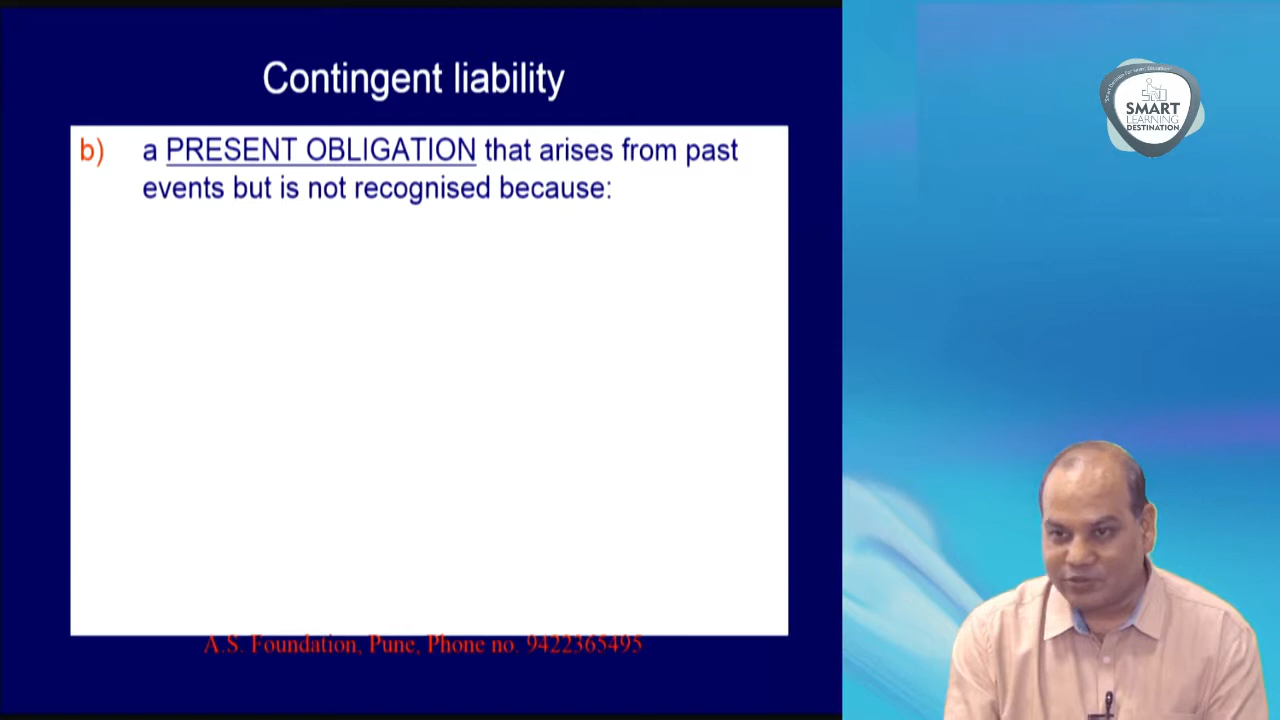 Contingent liability
b) a PRESENT OBLIGATION that arises from past
events but is not recognised because:
A.S. Foundation, Pune, Phone no. 9422365495
SMART
LEARNING
DESTINATION